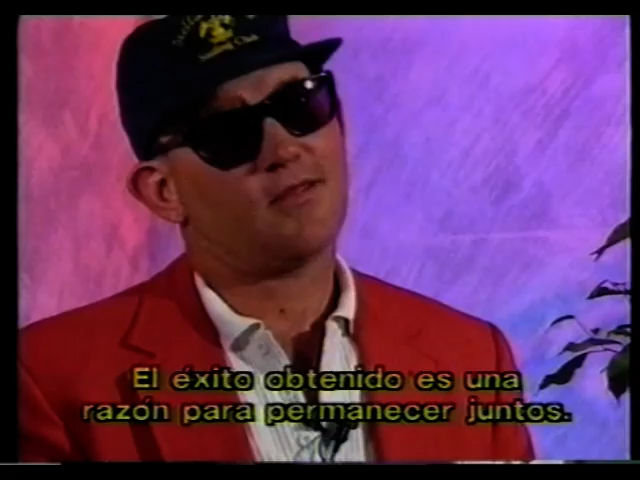 El éxito obtenido es una
razón para permanecer juntos.